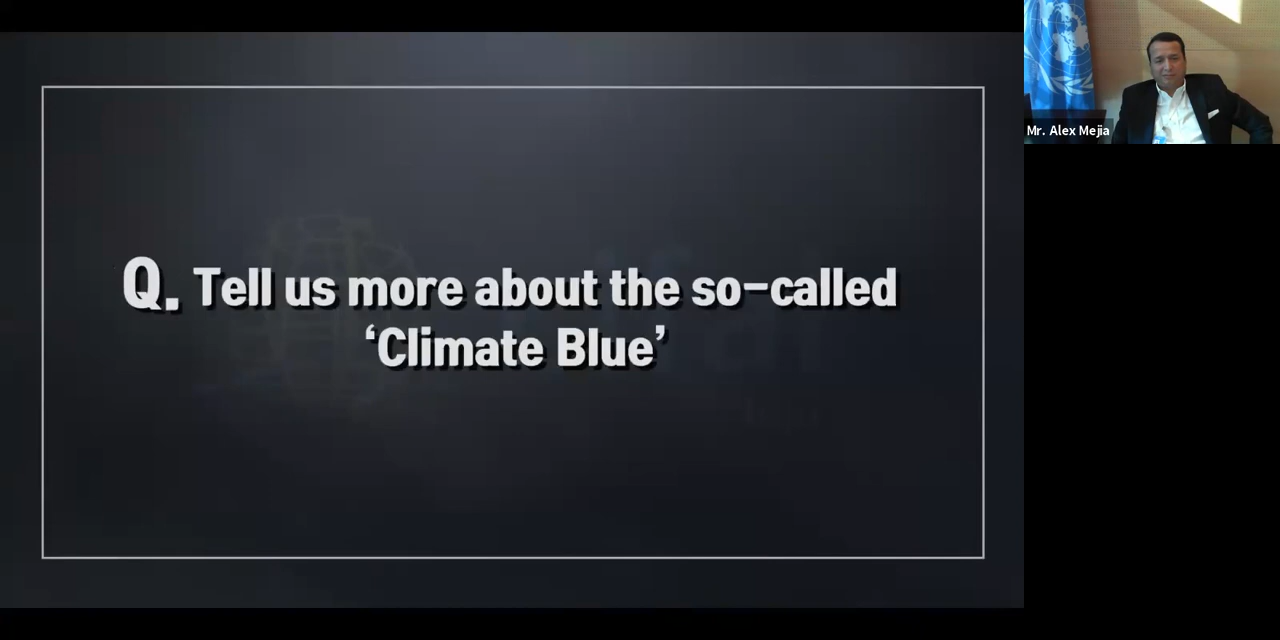 Q. Tell us more about the so-called
‘Climate Blue’
Mr. Alex Mejia